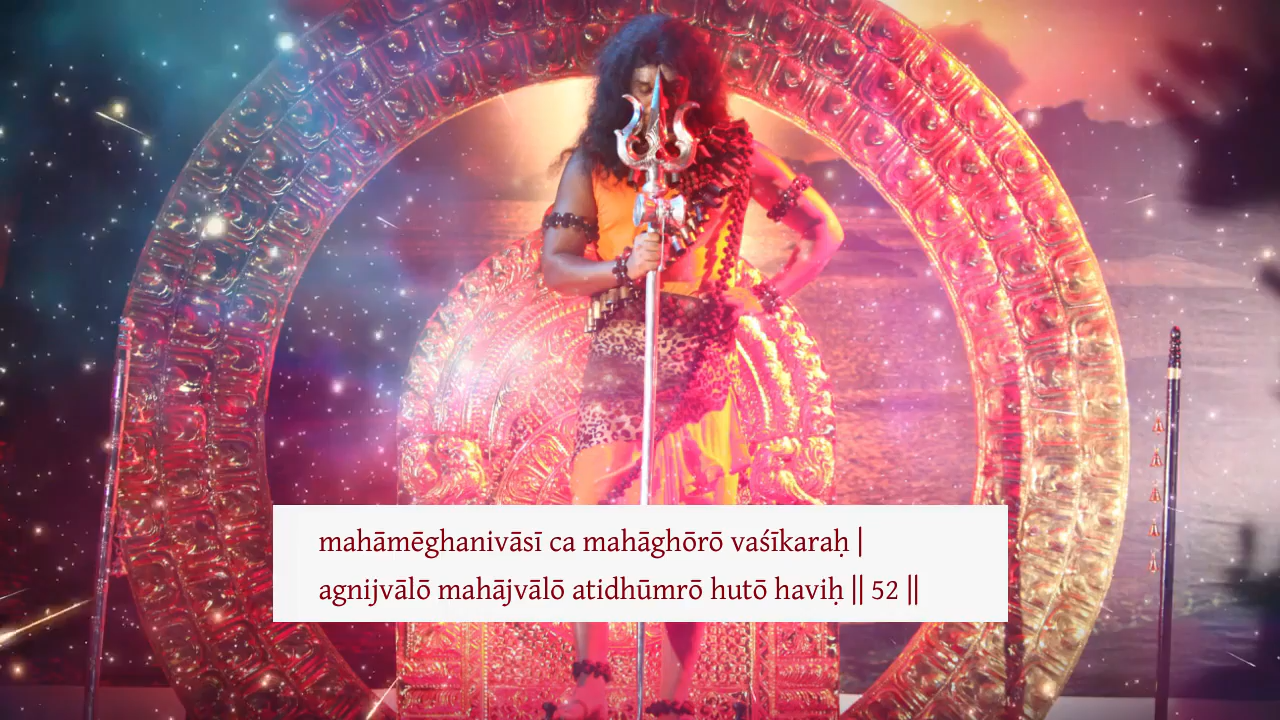 mahāmēghanivāsī ca mahāghōrō vaśīkaraḥ |
agnijvālō mahājvālō atidhūmrō hutō haviḥ || 52 ||